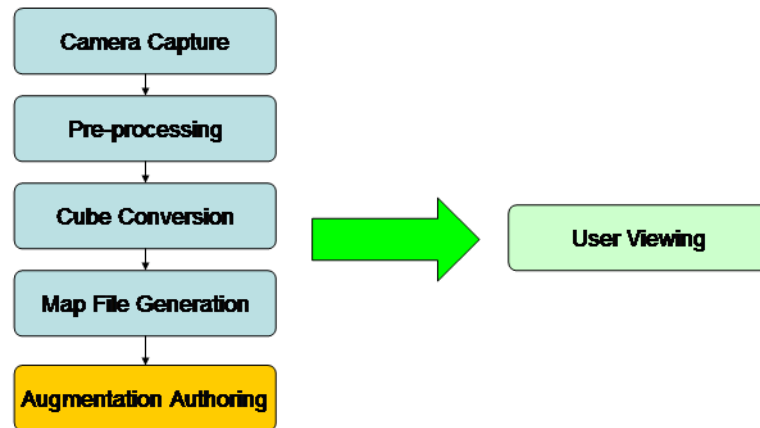 Camera Capture
Pre-processing
Cube Conversion
Map File Generation
Augmentation Authoring
User Viewing